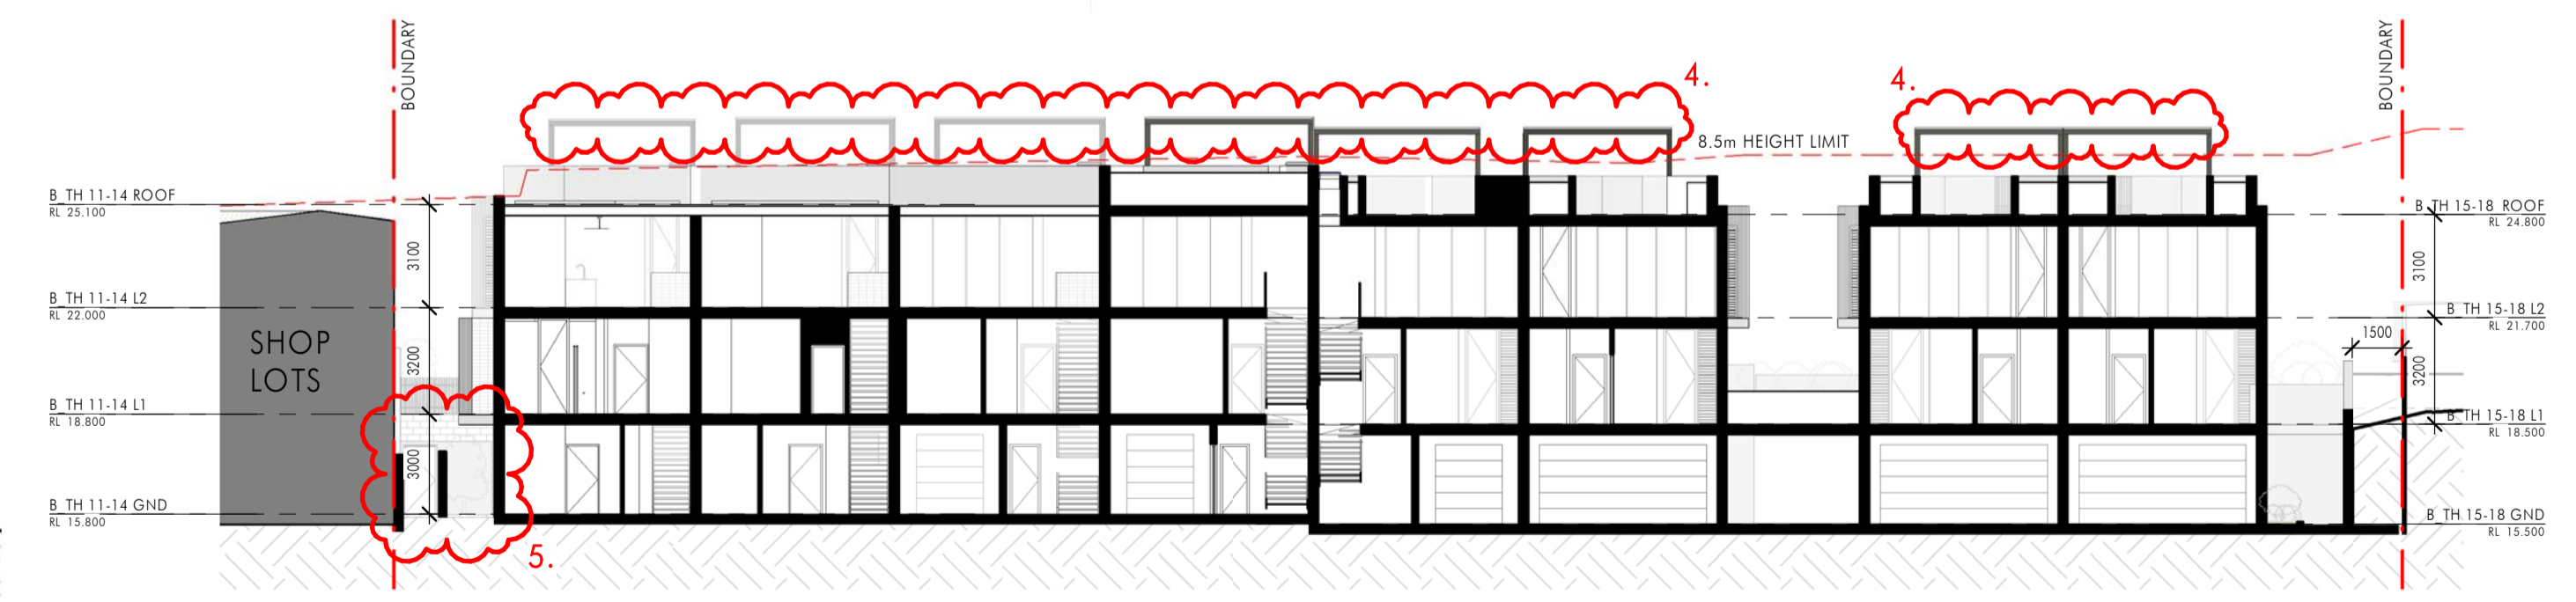 BOUNDARY
BOUNDARY
4.
4.
8.5m HEIGHT LIMIT
B_TH 11-14 ROOF
RL 25.100
B_TH 15-18 ROOF
RL 24.800
3100
3100
B_TH 11-14 L2
RL 22.000
B_TH 15-18 L2
RL 21.700
SHOP
LOTS
1500
3200
3200
B_TH 11-14 L1
RL 18.800
B_TH 15-18 L1
RL 18.500
3000
B_TH 11-14 GND
RL 15.800
B_TH 15-18 GND
RL 15.500
5.